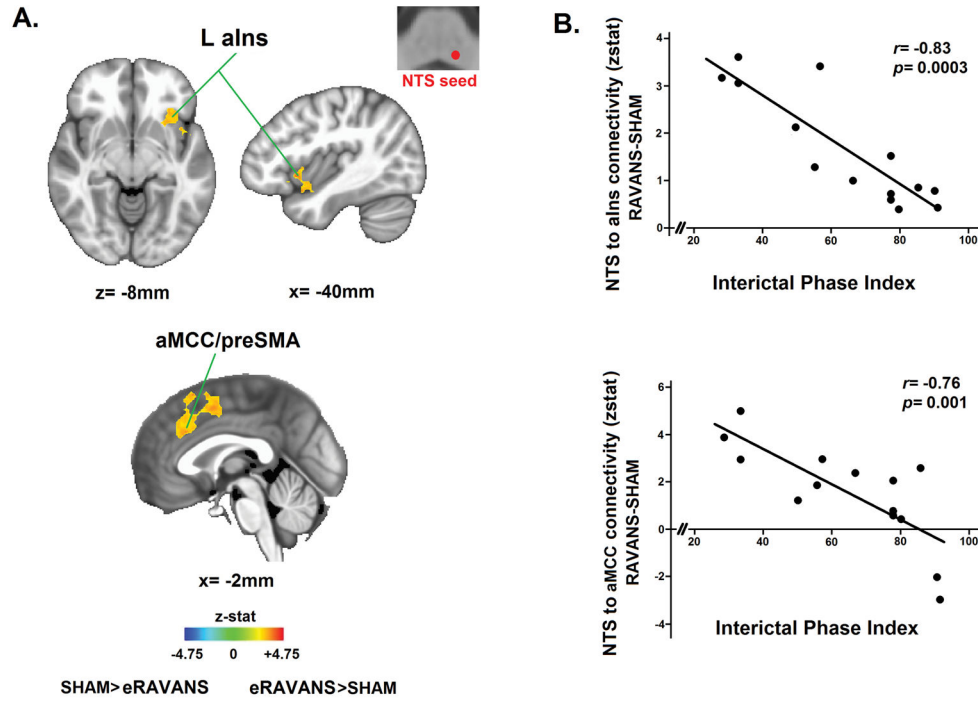 A.
L aIns
NTS seed
z= -8mm
x= -40mm
aMCC/preSMA
x= -2mm
z-stat
-4.75 0 +4.75
SHAM>eRAVANS eRAVANS>SHAM
B.
NTS to aIns connectivity (zstat)
RAVANS-SHAM
r= -0.83
p= 0.0003
4
3
2
1
0
20 40 60 80 100
Interictal Phase Index
NTS to aMCC connectivity (zstat)
RAVANS-SHAM
r= -0.76
p= 0.001
6
4
2
0
-2
-4
20 40 60 80 100
Interictal Phase Index